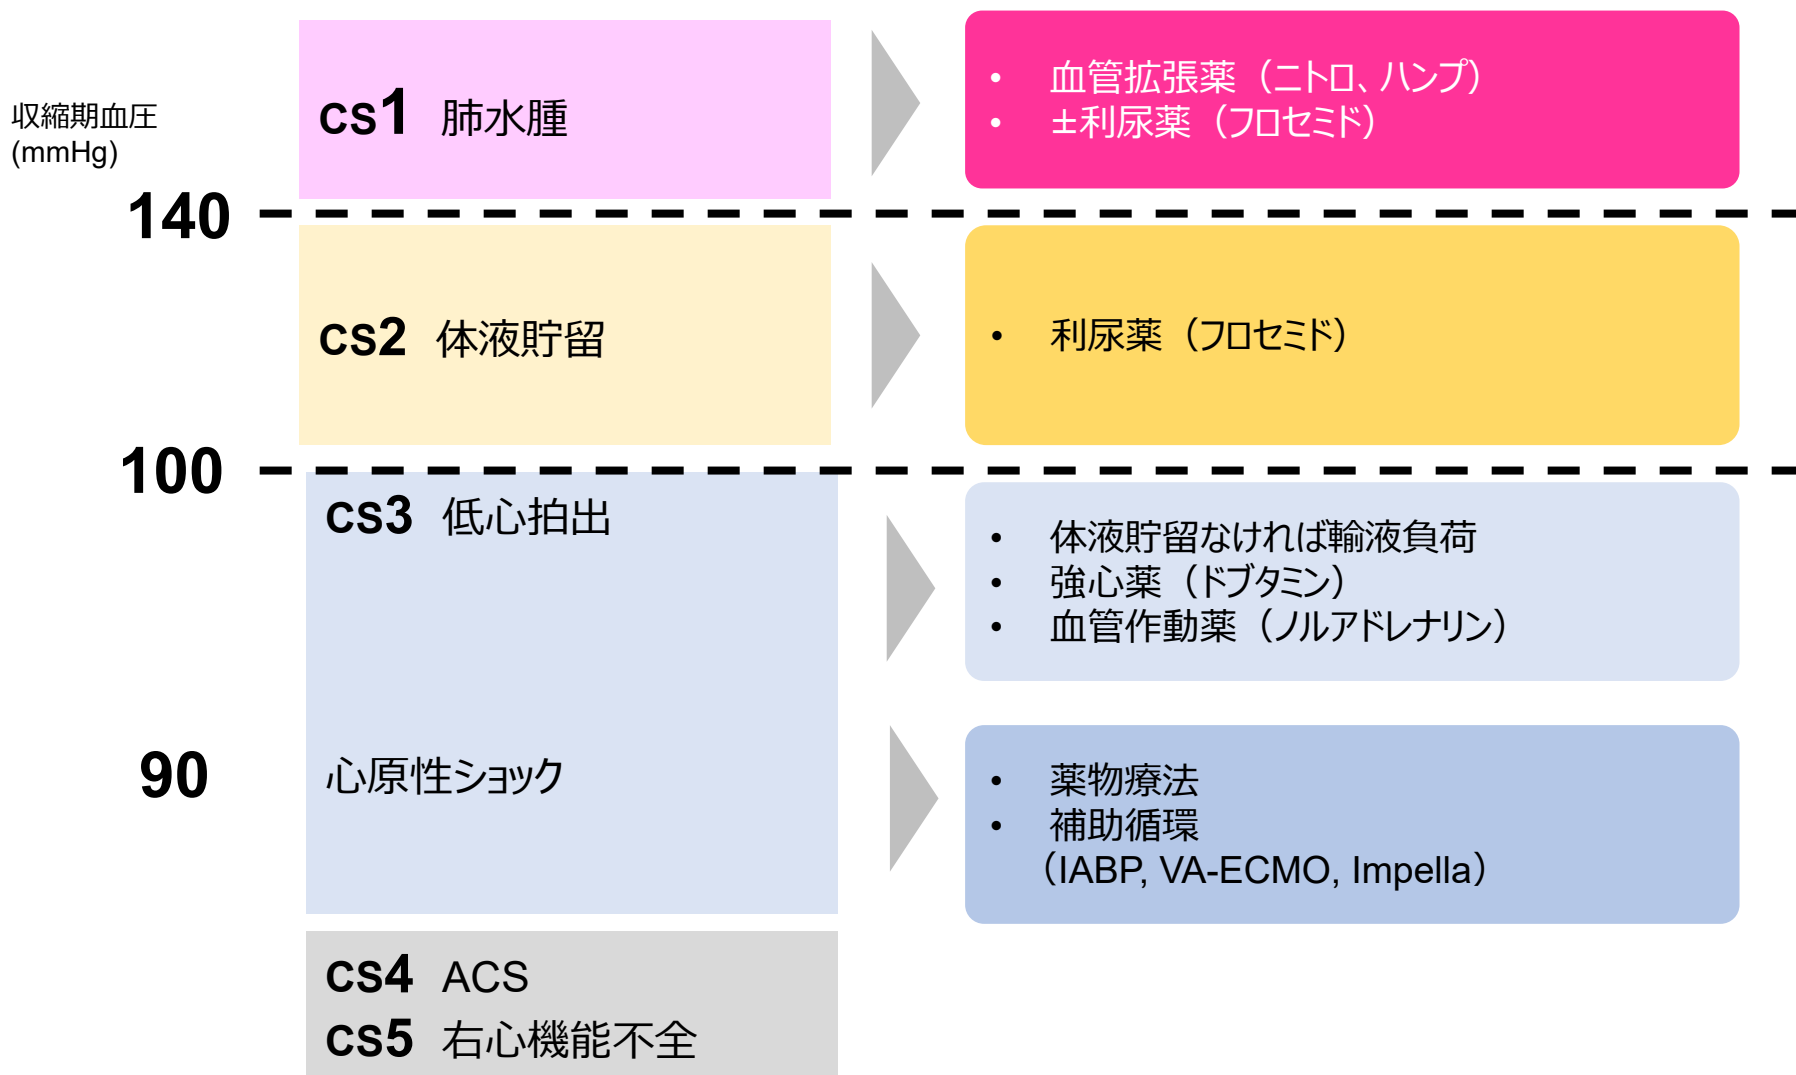 収縮期血圧
(mmHg)
CS1 肺水腫
• 血管拡張薬（ニトロ、ハンプ）
• ±利尿薬（フロセミド）
140
CS2 体液貯留
• 利尿薬（フロセミド）
100
CS3 低心拍出
• 体液貯留なければ輸液負荷
• 強心薬（ドブタミン）
• 血管作動薬（ノルアドレナリン）
90
心原性ショック
• 薬物療法
• 補助循環
（IABP, VA-ECMO, Impella）
CS4 ACS
CS5 右心機能不全